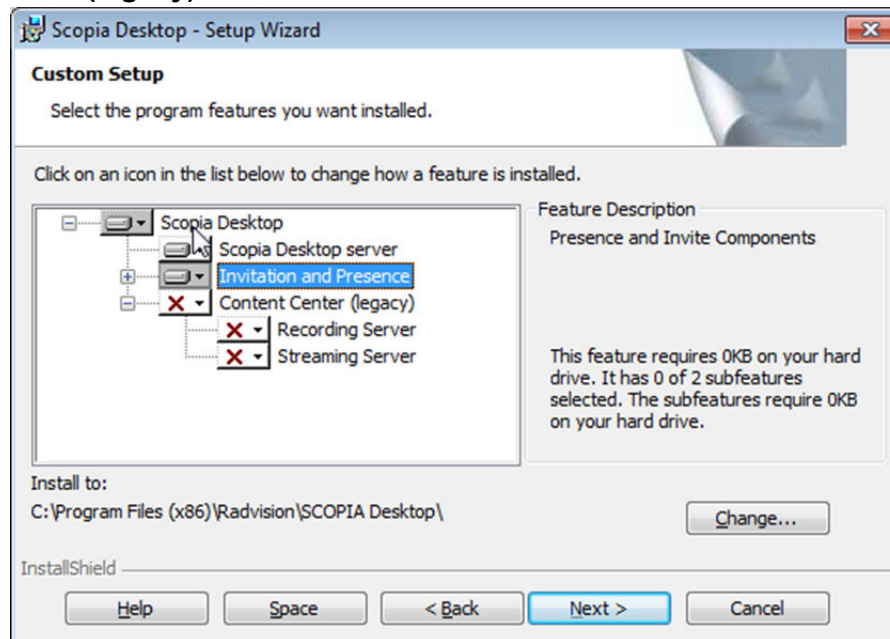 Scopia Desktop - Setup Wizard
Custom Setup
Select the program features you want installed.
Click on an icon in the list below to change how a feature is installed.
Scopia Desktop
Scopia Desktop server
Invitation and Presence
Content Center (legacy)
Recording Server
Streaming Server
Feature Description
Presence and Invite Components
This feature requires 0KB on your hard
drive. It has 0 of 2 subfeatures
selected. The subfeatures require 0KB
on your hard drive.
Install to:
C:\Program Files (x86)\Radvision\SCOPIA Desktop\
Change...
InstallShield
Help
Space
< Back
Next >
Cancel